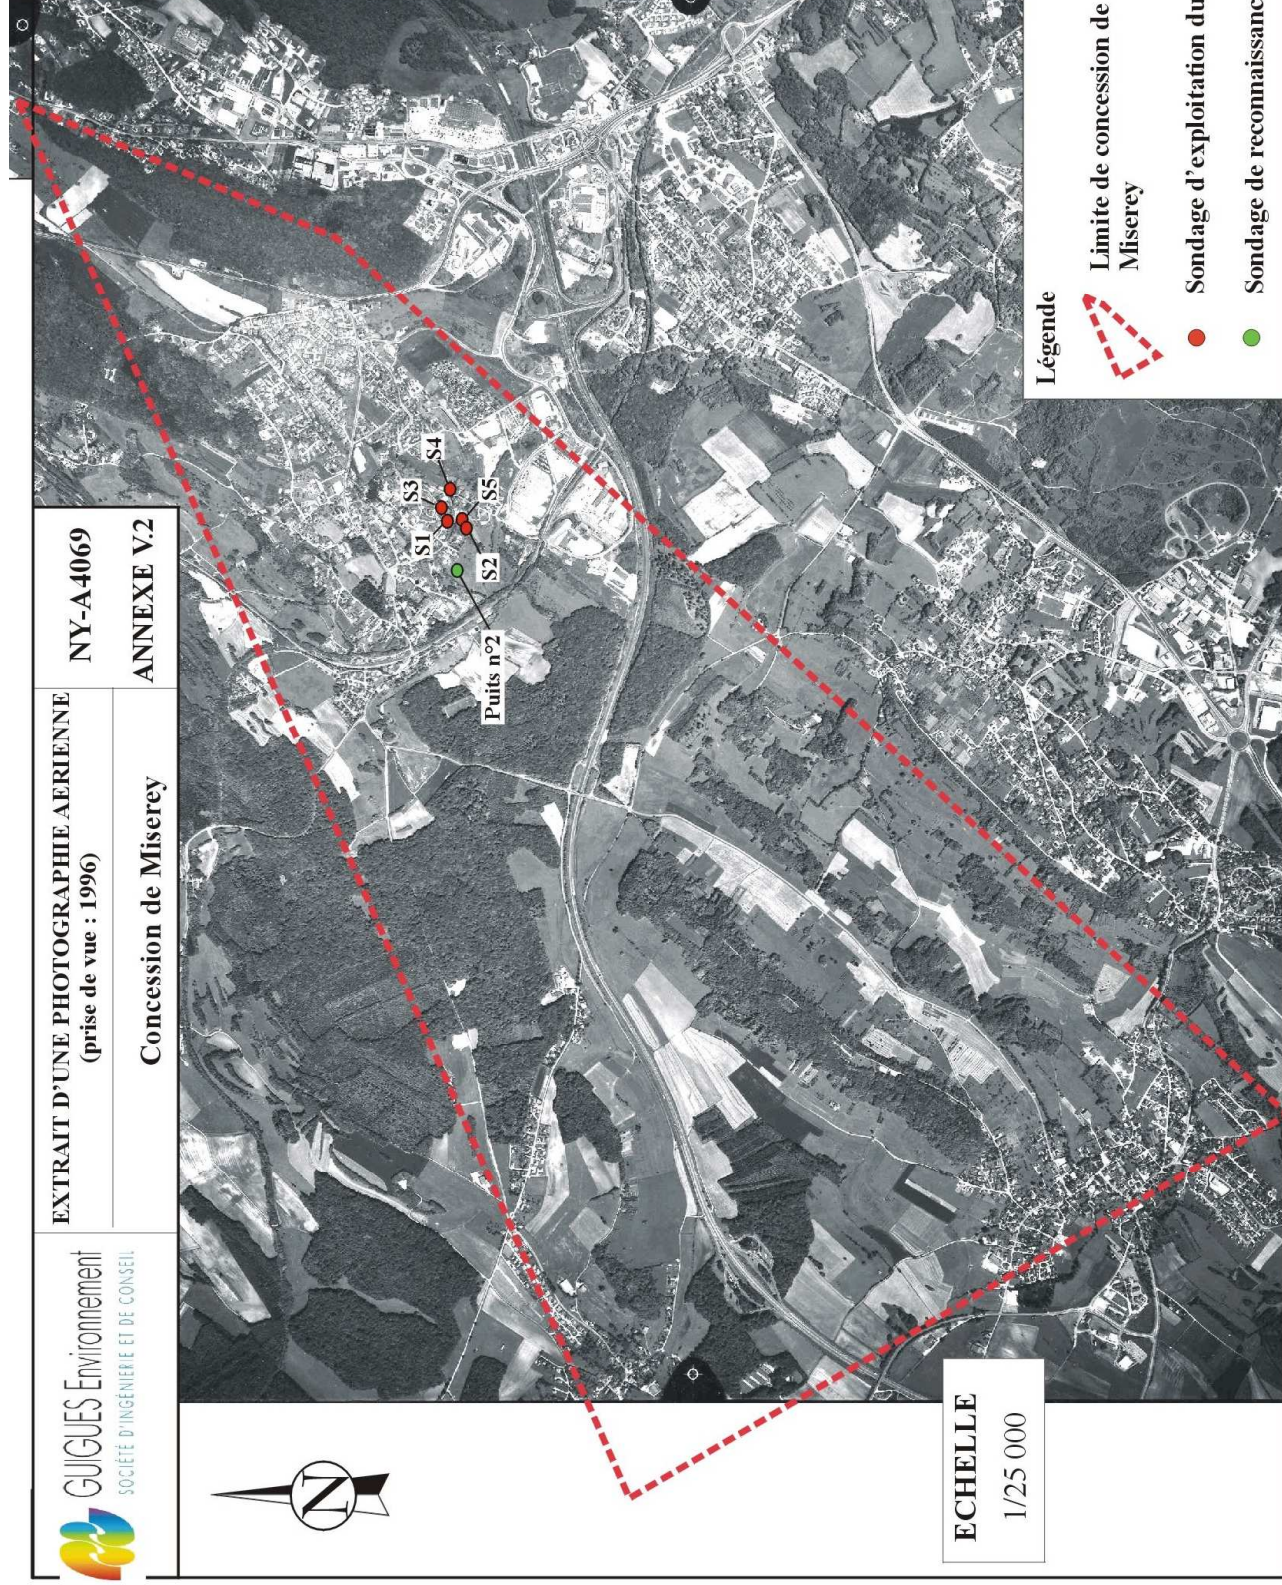 GUIGUES Environnement
SOCIÉTÉ D'INGÉNIERIE ET DE CONSEIL
EXTRAIT D'UNE PHOTOGRAPHIE AERIENNE
(prise de vue : 1996)
Concession de Miserey
NY-A4069
ANNEXE V.2
N
S1
S3
S4
S2
S5
Puits n°2
ECHELLE
1/25 000
Légende
Limite de concession de
Miserey
Sondage d'exploitation du
Sondage de reconnaissanc